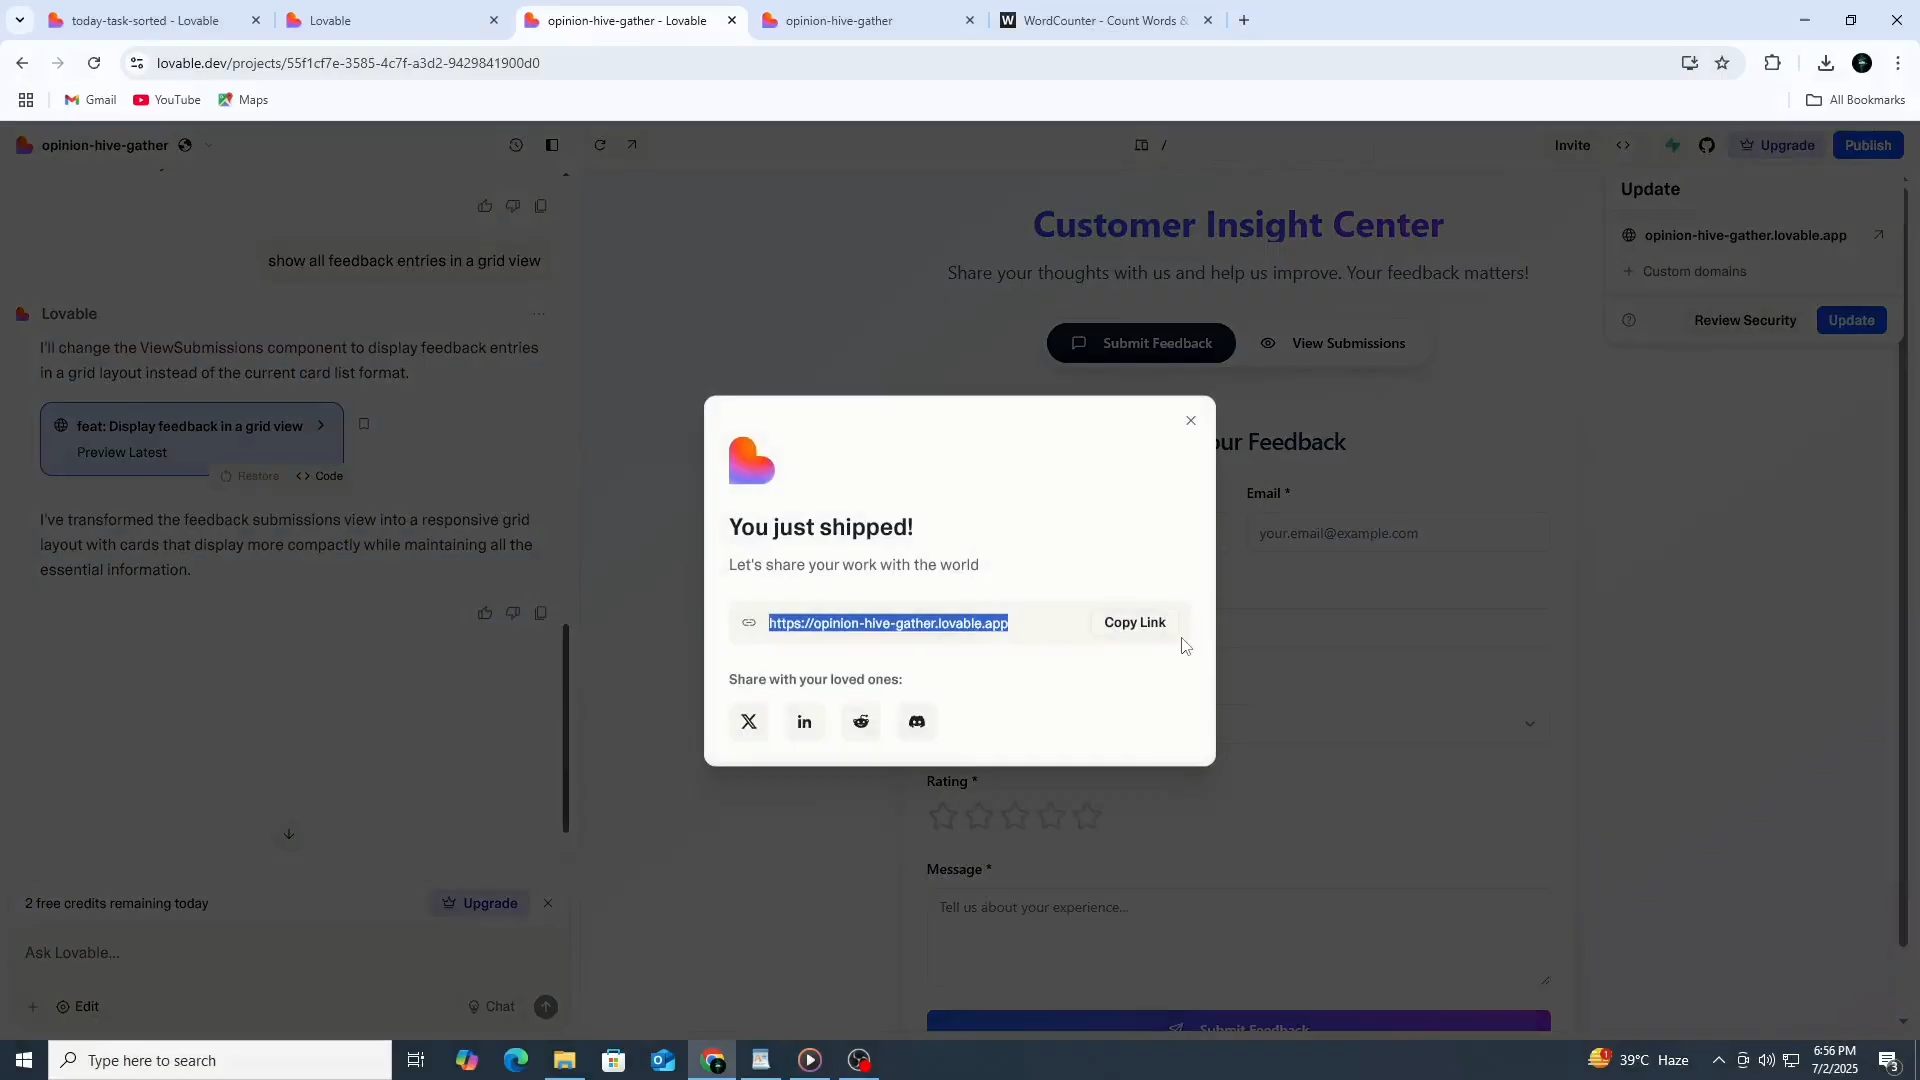 today-task-sorted - Lovable
Lovable
opinion-hive-gather - Lovable
opinion-hive-gather
WordCounter - Count Words &
lovable.dev/projects/55f1cf7e-3585-4c7f-a3d2-9429841900d0
Gmail
YouTube
Maps
All Bookmarks
opinion-hive-gather
/
Invite
Upgrade
Publish
show all feedback entries in a grid view
Lovable
I'll change the ViewSubmissions component to display feedback entries
in a grid layout instead of the current card list format.
feat: Display feedback in a grid view
Preview Latest
Restore
Code
I've transformed the feedback submissions view into a responsive grid
layout with cards that display more compactly while maintaining all the
essential information.
2 free credits remaining today
Upgrade
Ask Lovable...
Edit
Chat
Customer Insight Center
Share your thoughts with us and help us improve. Your feedback matters!
Submit Feedback
View Submissions
our Feedback
Email *
your.email@example.com
Rating *
Message *
Tell us about your experience...
Submit Feedback
Update
opinion-hive-gather.lovable.app
Custom domains
Review Security
Update
You just shipped!
Let's share your work with the world
https://opinion-hive-gather.lovable.app
Copy Link
Share with your loved ones:
Type here to search
39°C Haze
6:56 PM
7/2/2025